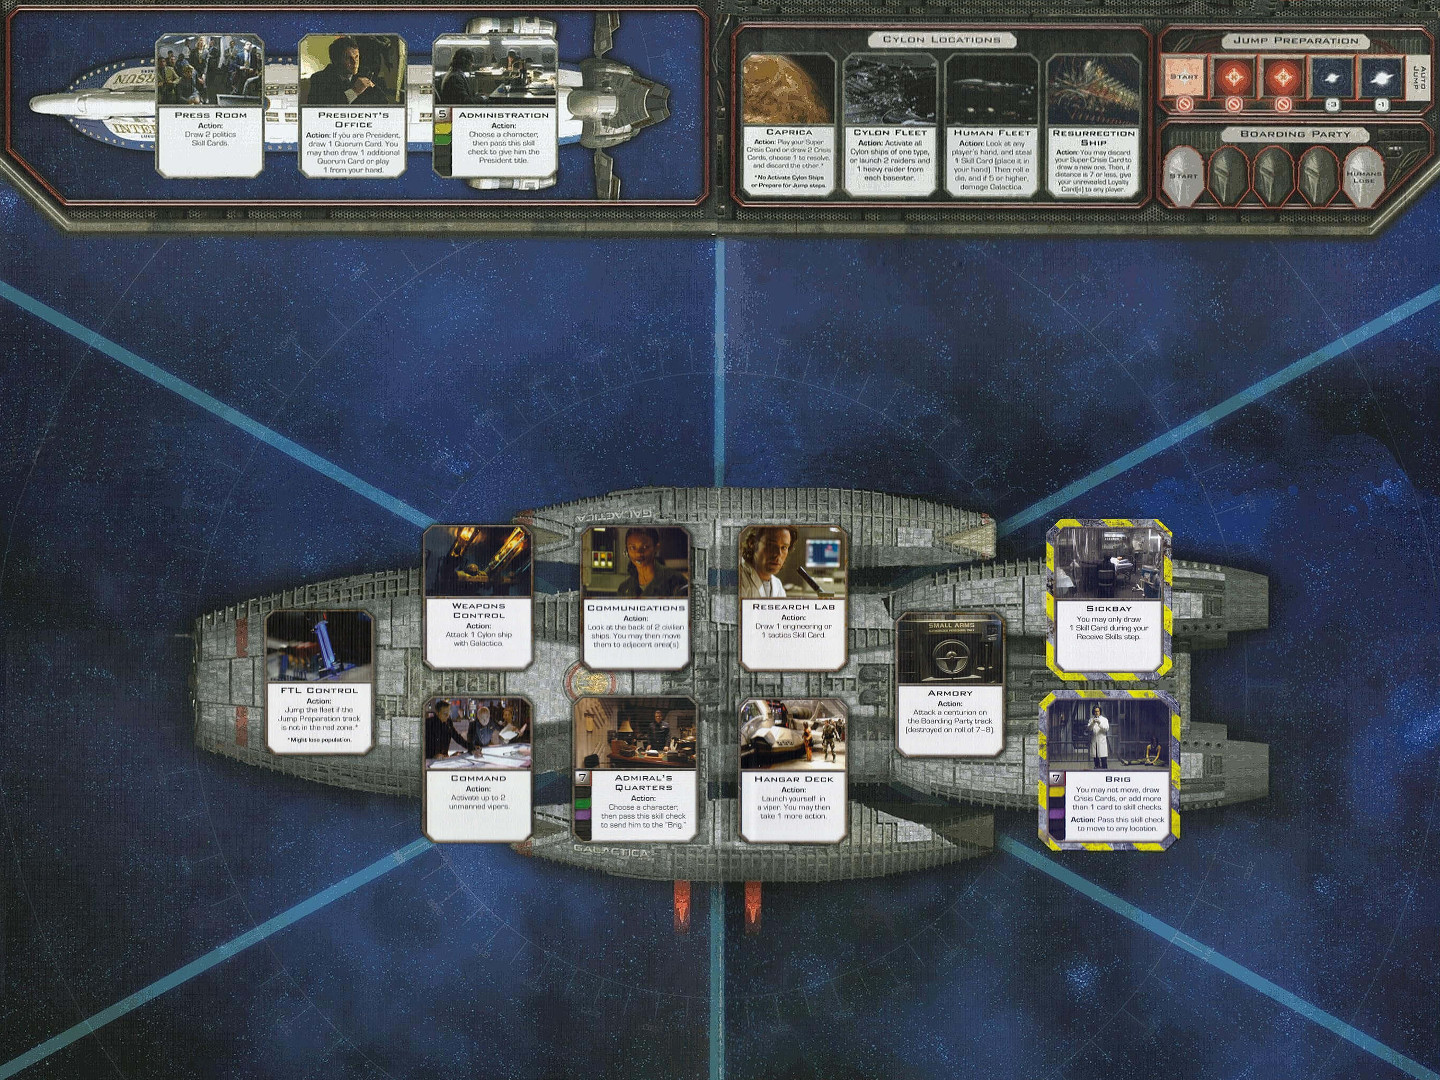 PRESS ROOM
Action:
Draw 2 politics
Skill Cards.
PRESIDENT'S
OFFICE
Action: If you are President,
draw 1 Quorum Card. You
may then draw 1 additional
Quorum Card or play
1 from your hand.
5
ADMINISTRATION
Action:
Choose a character,
then pass this skill
check to give him the
President title.
CYLON LOCATIONS
CAPRICA
Action: Play your Super
Crisis Card or draw 2 Crisis
Cards, choose 1 to resolve,
and discard the other.*
*No Activate Cylon Ships
or Prepare for Jump steps.
CYLON FLEET
Action: Activate all
Cylon ships of one type,
or launch 2 raiders and
1 heavy raider from
each basestar.
HUMAN FLEET
Action: Look at any
player's hand, and steal
1 Skill Card (place it in
your hand). Then roll a
die, and if 5 or higher,
damage Galactica.
RESURRECTION
SHIP
Action: You may discard
your Super Crisis Card to
draw a new one. Then, if
distance is 7 or less, give
your unrevealed Loyalty
Card(s) to any player.
JUMP PREPARATION
START
-3
-1
AUTO
JUMP
BOARDING PARTY
START
HUMANS
LOSE
GALACTICA
WEAPONS
CONTROL
Action:
Attack 1 Cylon ship
with Galactica.
COMMUNICATIONS
Action:
Look at the back of 2 civilian
ships. You may then move
them to adjacent area(s).
RESEARCH LAB
Action:
Draw 1 engineering or
1 tactics Skill Card.
SICKBAY
You may only draw
1 Skill Card during your
Receive Skills step.
FTL CONTROL
Action:
Jump the fleet if the
Jump Preparation track
is not in the red zone.*
*Might lose population.
SMALL ARMS
ARMORY
Action:
Attack a centurion on
the Boarding Party track
(destroyed on roll of 7–8).
COMMAND
Action:
Activate up to 2
unmanned vipers.
7
ADMIRAL'S
QUARTERS
Action:
Choose a character,
then pass this skill check
to send him to the "Brig."
HANGAR DECK
Action:
Launch yourself in
a viper. You may then
take 1 more action.
7
BRIG
You may not move, draw
Crisis Cards, or add more
than 1 card to skill checks.
Action: Pass this skill check
to move to any location.
GALACTICA